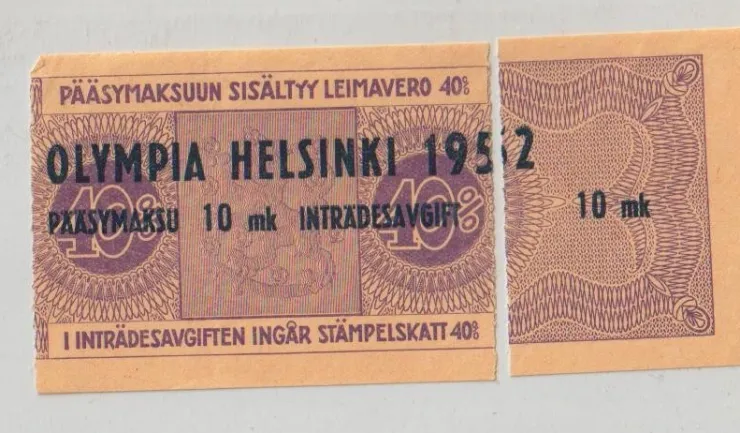 PÄÄSYMAKSUUN SISÄLTYY LEIMAVERO 40%
OLYMPIA HELSINKI 1952
40% 40%
PÄÄSYMAKSU 10 mk INTRÄDESAVGIFT
10 mk
I INTRÄDESAVGIFTEN INGÅR STÄMPELSKATT 40%